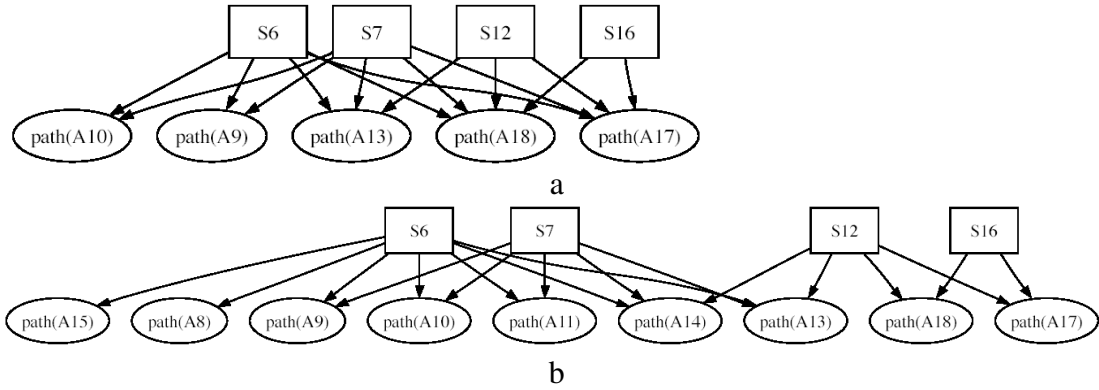 S6 S7 S12 S16
path(A10) path(A9) path(A13) path(A18) path(A17)
a
S6 S7 S12 S16
path(A15) path(A8) path(A9) path(A10) path(A11) path(A14) path(A13) path(A18) path(A17)
b